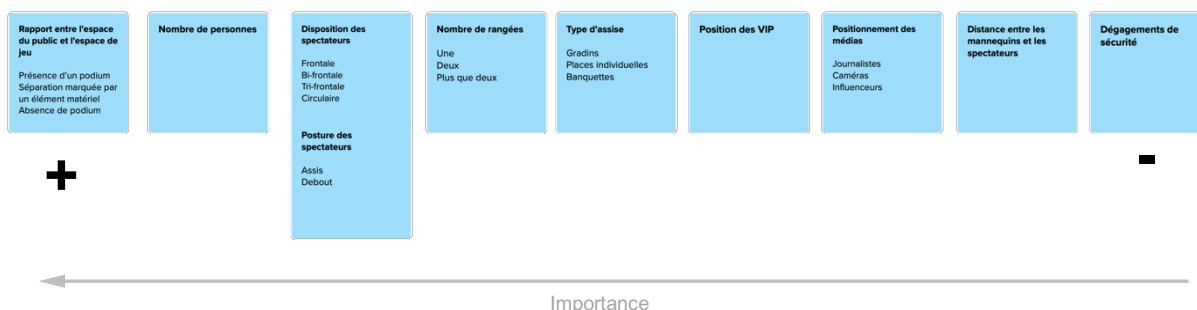 Rapport entre l'espace
du public et l'espace de
jeu
Présence d'un podium
Séparation marquée par
un élément matériel
Absence de podium
Nombre de personnes
Disposition des
spectateurs
Frontale
Bi-frontale
Tri-frontale
Circulaire
Posture des
spectateurs
Assis
Debout
Nombre de rangées
Une
Deux
Plus que deux
Type d'assise
Gradins
Places individuelles
Banquettes
Position des VIP
Positionnement des
médias
Journalistes
Caméras
Influenceurs
Distance entre les
mannequins et les
spectateurs
Dégagements de
sécurité
+
-
Importance